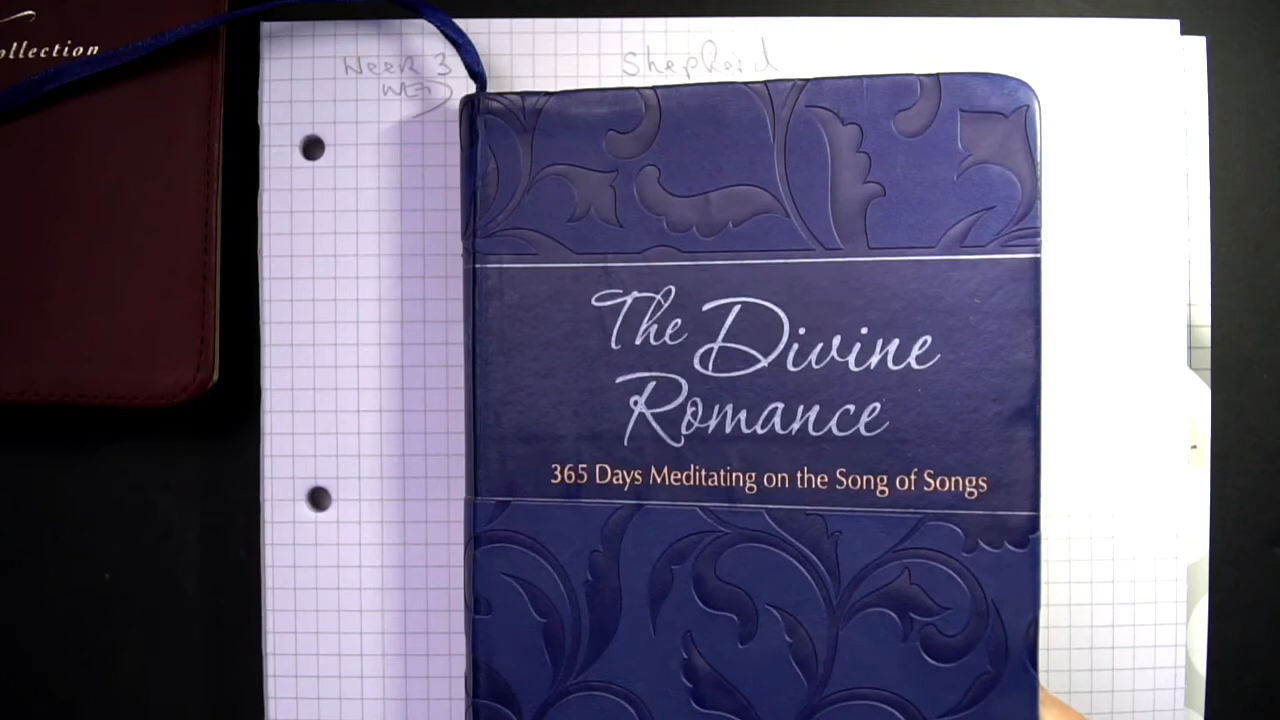 ollection
Week 3
Shepherd
The Divine
Romance
365 Days Meditating on the Song of Songs